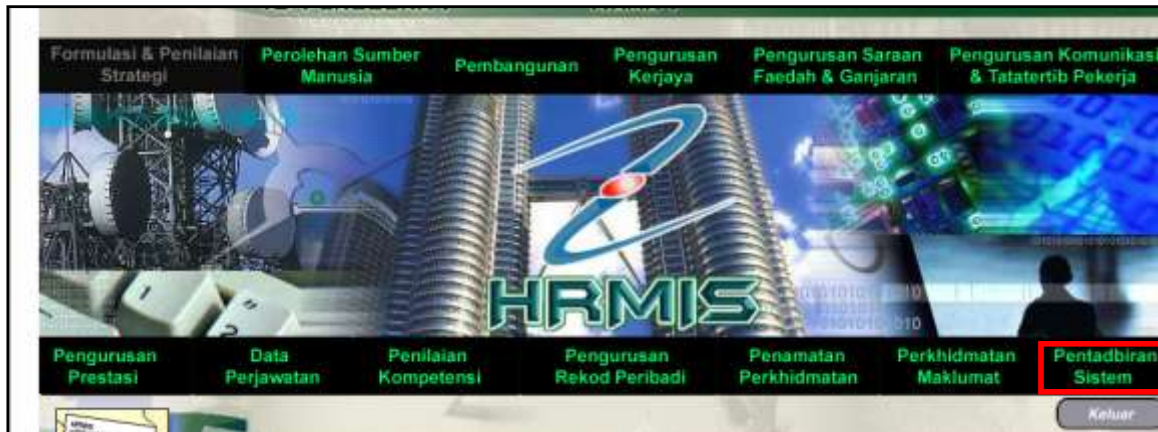 Formulasi & Penilaian
Strategi
Perolehan Sumber
Manusia
Pembangunan
Pengurusan
Kerjaya
Pengurusan Saraan
Faedah & Ganjaran
Pengurusan Komunikasi
& Tatatertib Pekerja
HRMIS
Pengurusan
Prestasi
Data
Perjawatan
Penilaian
Kompetensi
Pengurusan
Rekod Peribadi
Penamatan
Perkhidmatan
Perkhidmatan
Maklumat
Pentadbiran
Sistem
Keluar